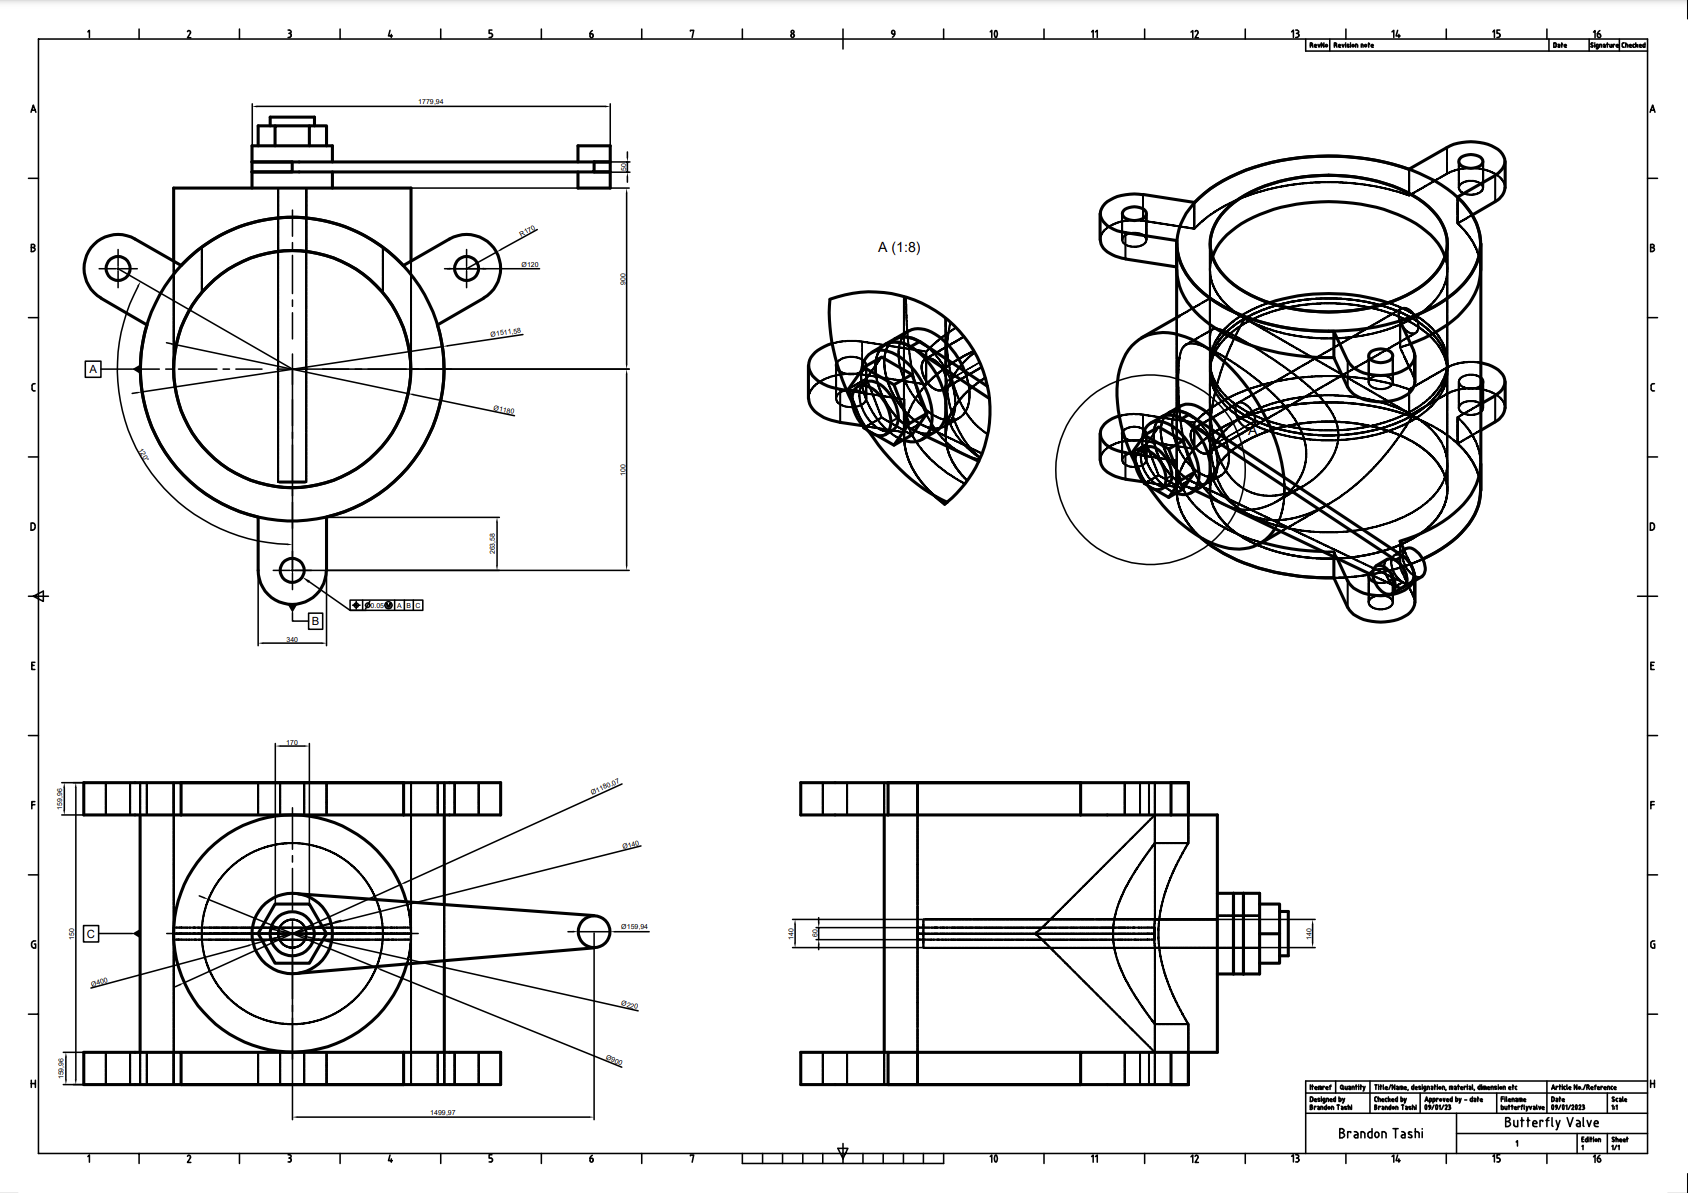 1 2 3 4 5 6 7 8 9 10 11 12 13 14 15 16
RevNo Revision note Date Signature Checked
A A
1779,94
50
B B
R170
Ø120
900
A (1:8)
Ø1511,58
A
C C
Ø1180
120°
A
100
D D
263,58
Ø0.05 M A B C
B
340
E E
170
Ø1180,07
159,96
F F
Ø140
C
150
Ø159,94
140
60
140
G G
Ø400
Ø220
Ø900
159,96
H H
1499,97
Itemref Quantity Title/Name, designation, material, dimension etc Article No./Reference
Designed by Checked by Approved by - date Filename Date Scale
Brandon Tashi Brandon Tashi 09/01/23 butterflyvalve 09/01/2023 1:1
Brandon Tashi
Butterfly Valve
1
Edition Sheet
1 1/1
1 2 3 4 5 6 7 10 11 12 13 14 15 16